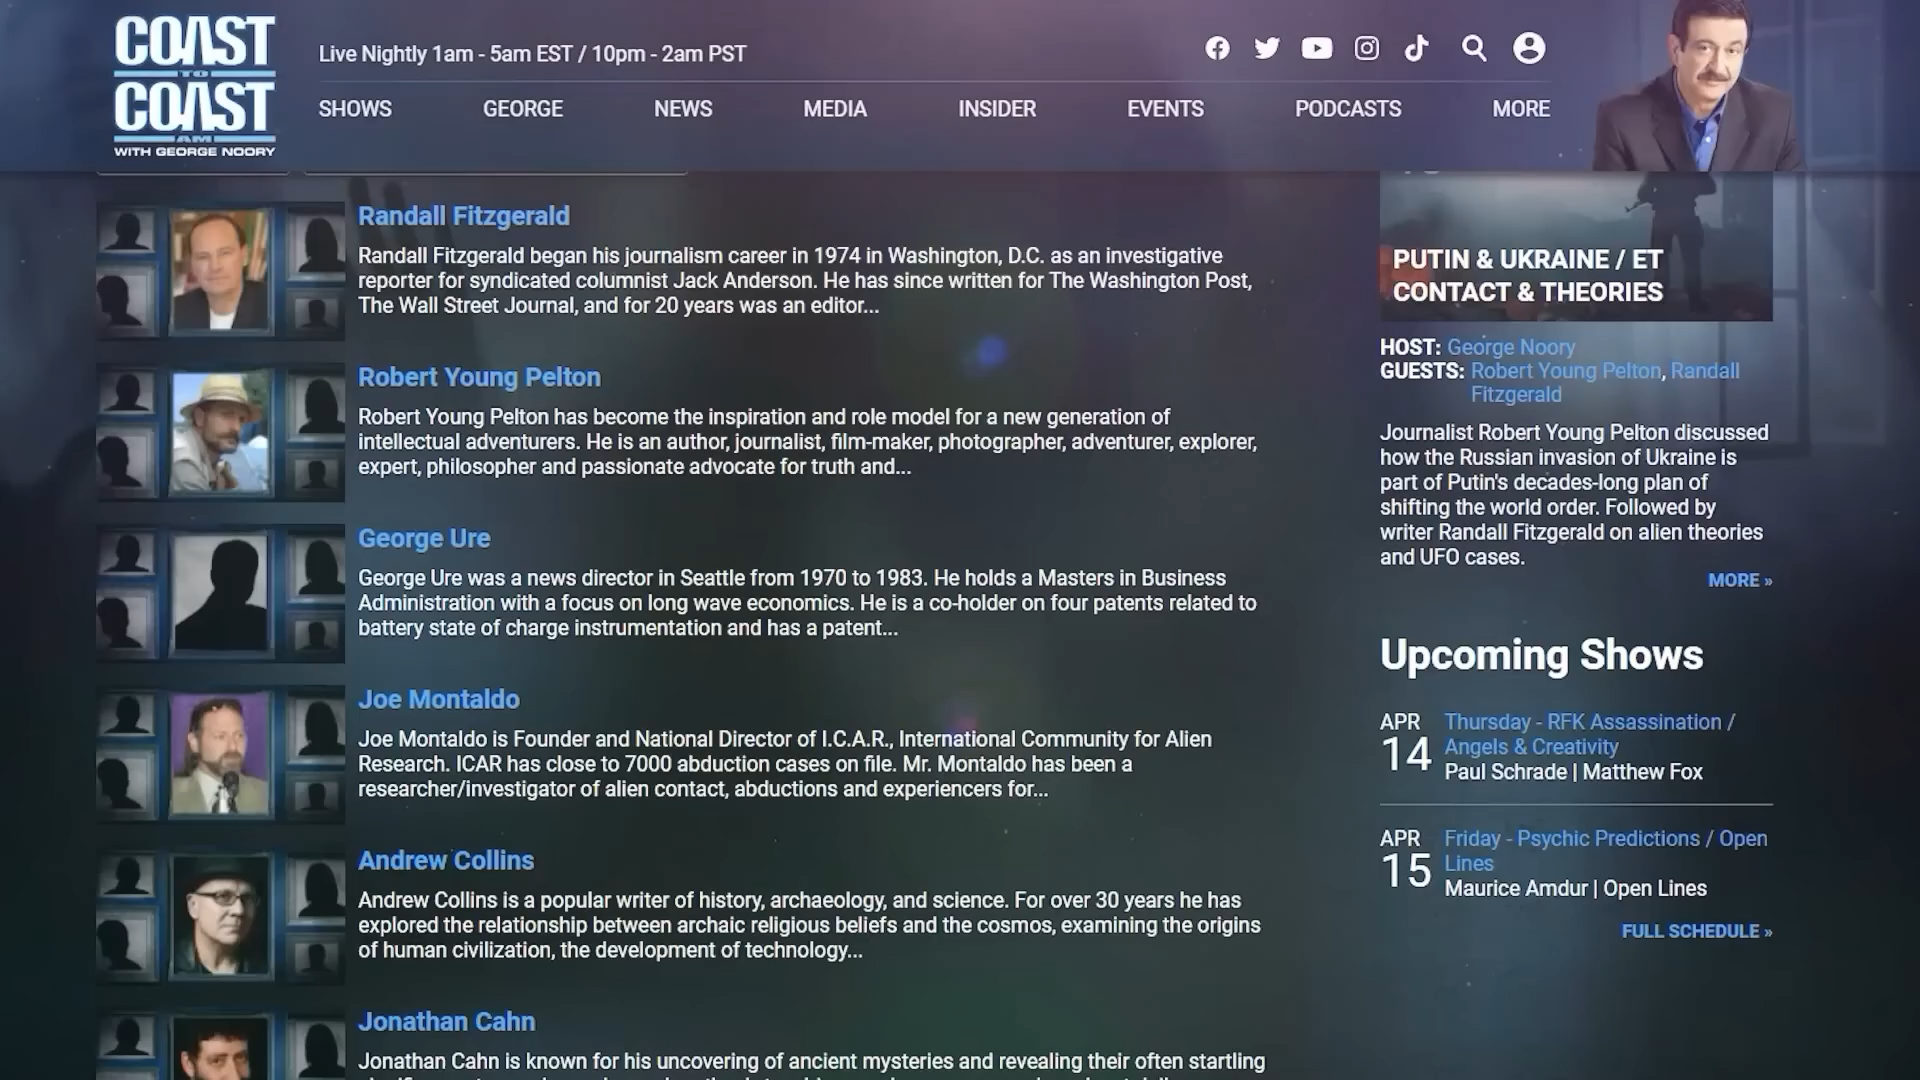 COAST
TO
COAST
AM
WITH GEORGE NOORY
Live Nightly 1am - 5am EST / 10pm - 2am PST
SHOWS GEORGE NEWS MEDIA INSIDER EVENTS PODCASTS MORE
Randall Fitzgerald
Randall Fitzgerald began his journalism career in 1974 in Washington, D.C. as an investigative
reporter for syndicated columnist Jack Anderson. He has since written for The Washington Post,
The Wall Street Journal, and for 20 years was an editor...
Robert Young Pelton
Robert Young Pelton has become the inspiration and role model for a new generation of
intellectual adventurers. He is an author, journalist, film-maker, photographer, adventurer, explorer,
expert, philosopher and passionate advocate for truth and...
George Ure
George Ure was a news director in Seattle from 1970 to 1983. He holds a Masters in Business
Administration with a focus on long wave economics. He is a co-holder on four patents related to
battery state of charge instrumentation and has a patent...
Joe Montaldo
Joe Montaldo is Founder and National Director of I.C.A.R., International Community for Alien
Research. ICAR has close to 7000 abduction cases on file. Mr. Montaldo has been a
researcher/investigator of alien contact, abductions and experiencers for...
Andrew Collins
Andrew Collins is a popular writer of history, archaeology, and science. For over 30 years he has
explored the relationship between archaic religious beliefs and the cosmos, examining the origins
of human civilization, the development of technology...
Jonathan Cahn
Jonathan Cahn is known for his uncovering of ancient mysteries and revealing their often startling
PUTIN & UKRAINE / ET
CONTACT & THEORIES
HOST: George Noory
GUESTS: Robert Young Pelton, Randall
Fitzgerald
Journalist Robert Young Pelton discussed
how the Russian invasion of Ukraine is
part of Putin's decades-long plan of
shifting the world order. Followed by
writer Randall Fitzgerald on alien theories
and UFO cases.
MORE »
Upcoming Shows
APR
14
Thursday - RFK Assassination /
Angels & Creativity
Paul Schrade | Matthew Fox
APR
15
Friday - Psychic Predictions / Open
Lines
Maurice Amdur | Open Lines
FULL SCHEDULE »